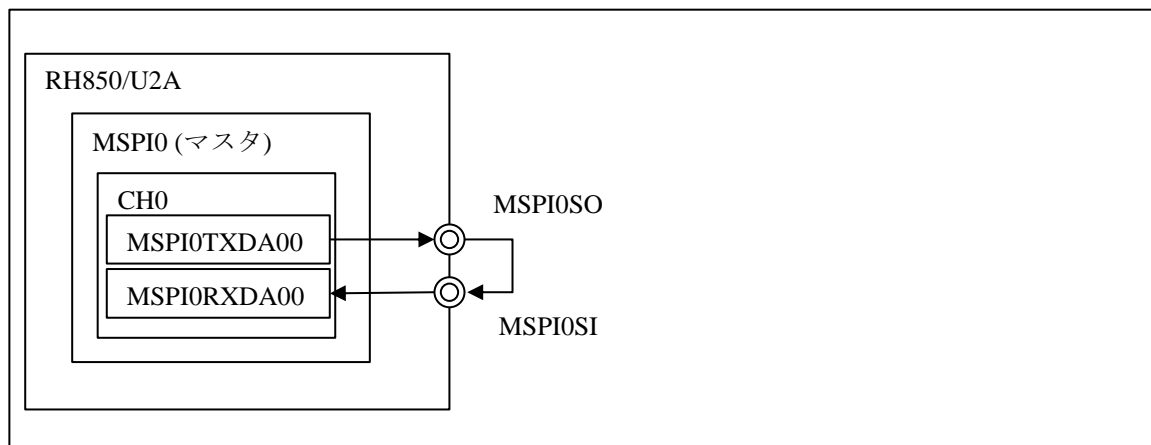 RH850/U2A
MSPI0 (マスタ)
CH0
MSPI0SO
MSPI0TXDA00
MSPI0RXDA00
MSPI0SI